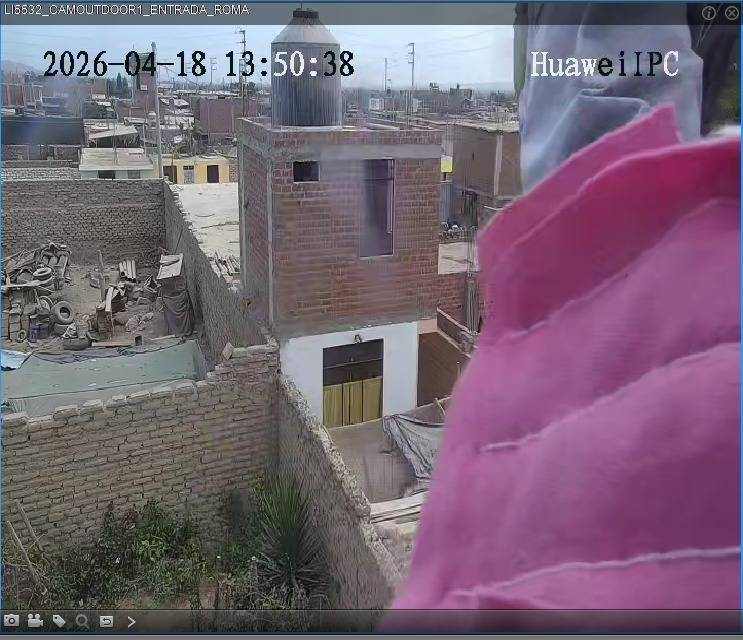 LI5532_CAMOUTDOOR1_ENTRADA_ROMA
2026-04-18 13:50:38
HuaweiIPC